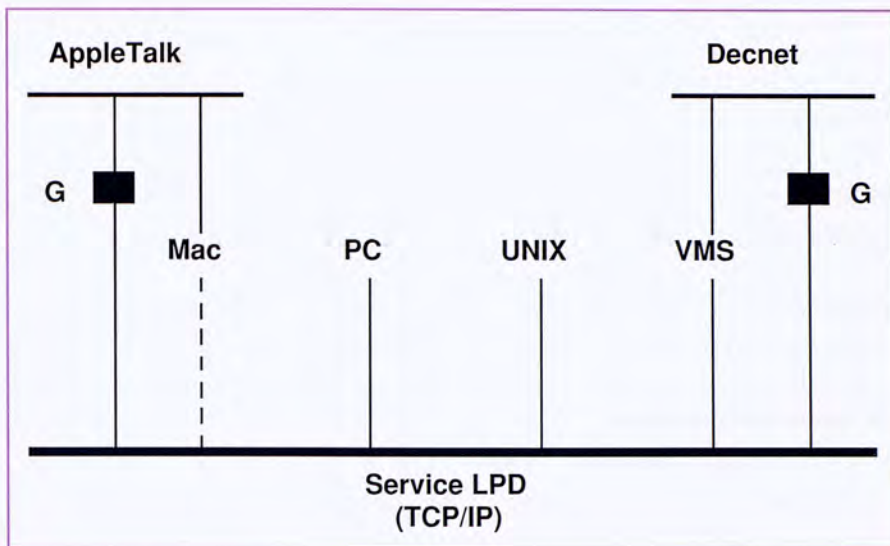 AppleTalk
Decnet
G
G
Mac
PC
UNIX
VMS
Service LPD
(TCP/IP)